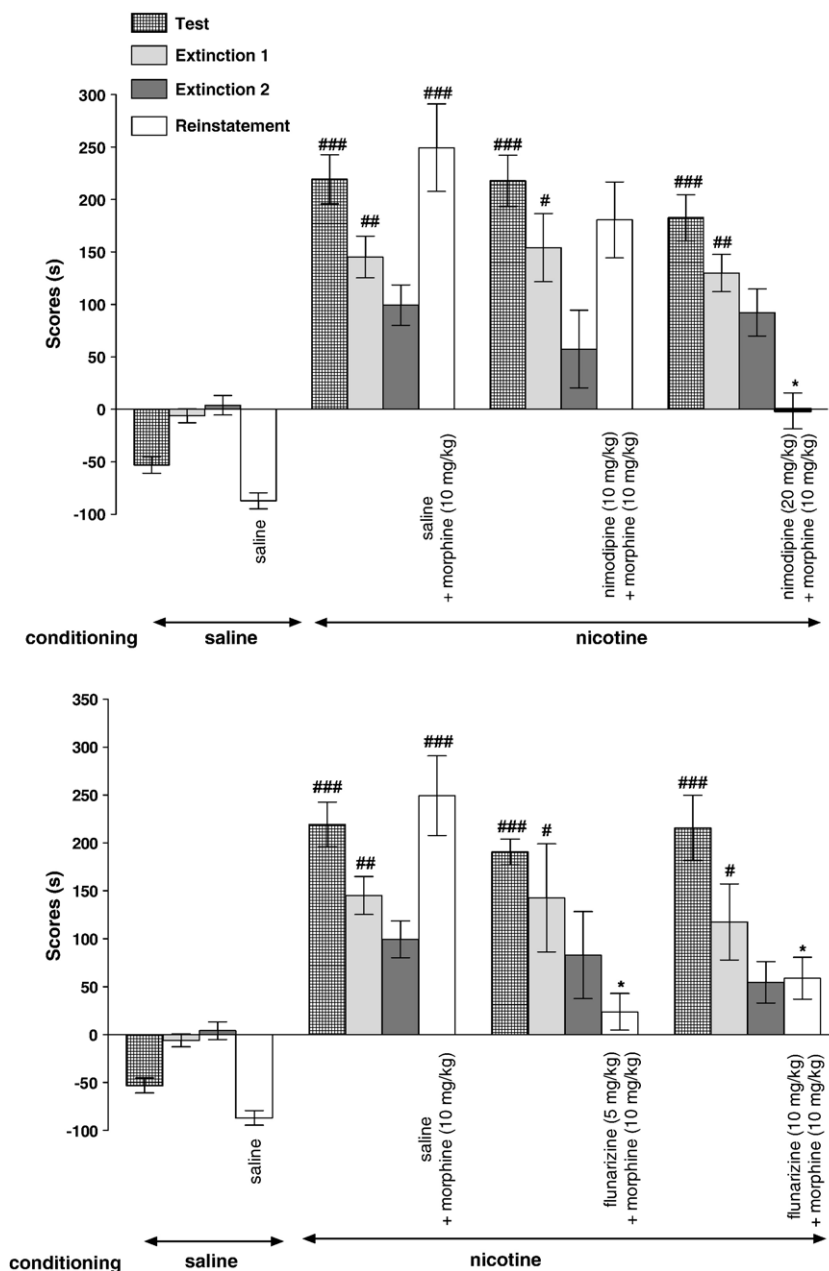 Test
Extinction 1
Extinction 2
Reinstatement
Scores (s)
300
250
200
150
100
50
0
-50
-100
###
##
###
###
#
###
##
*
saline
saline
+ morphine (10 mg/kg)
nimodipine (10 mg/kg)
+ morphine (10 mg/kg)
nimodipine (20 mg/kg)
+ morphine (10 mg/kg)
conditioning saline nicotine
Scores (s)
350
300
250
200
150
100
50
0
-50
-100
###
##
###
###
#
*
###
#
*
saline
saline
+ morphine (10 mg/kg)
flunarizine (5 mg/kg)
+ morphine (10 mg/kg)
flunarizine (10 mg/kg)
+ morphine (10 mg/kg)
conditioning saline nicotine